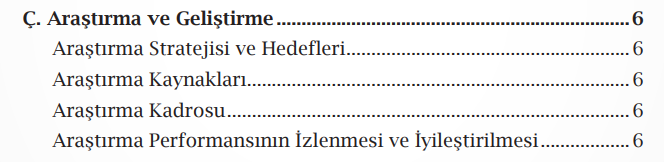 Ç. Araştırma ve Geliştirme.....................................................................6
Araştırma Stratejisi ve Hedefleri.......................................................6
Araştırma Kaynakları.........................................................................6
Araştırma Kadrosu.............................................................................6
Araştırma Performansının İzlenmesi ve İyileştirilmesi..................6